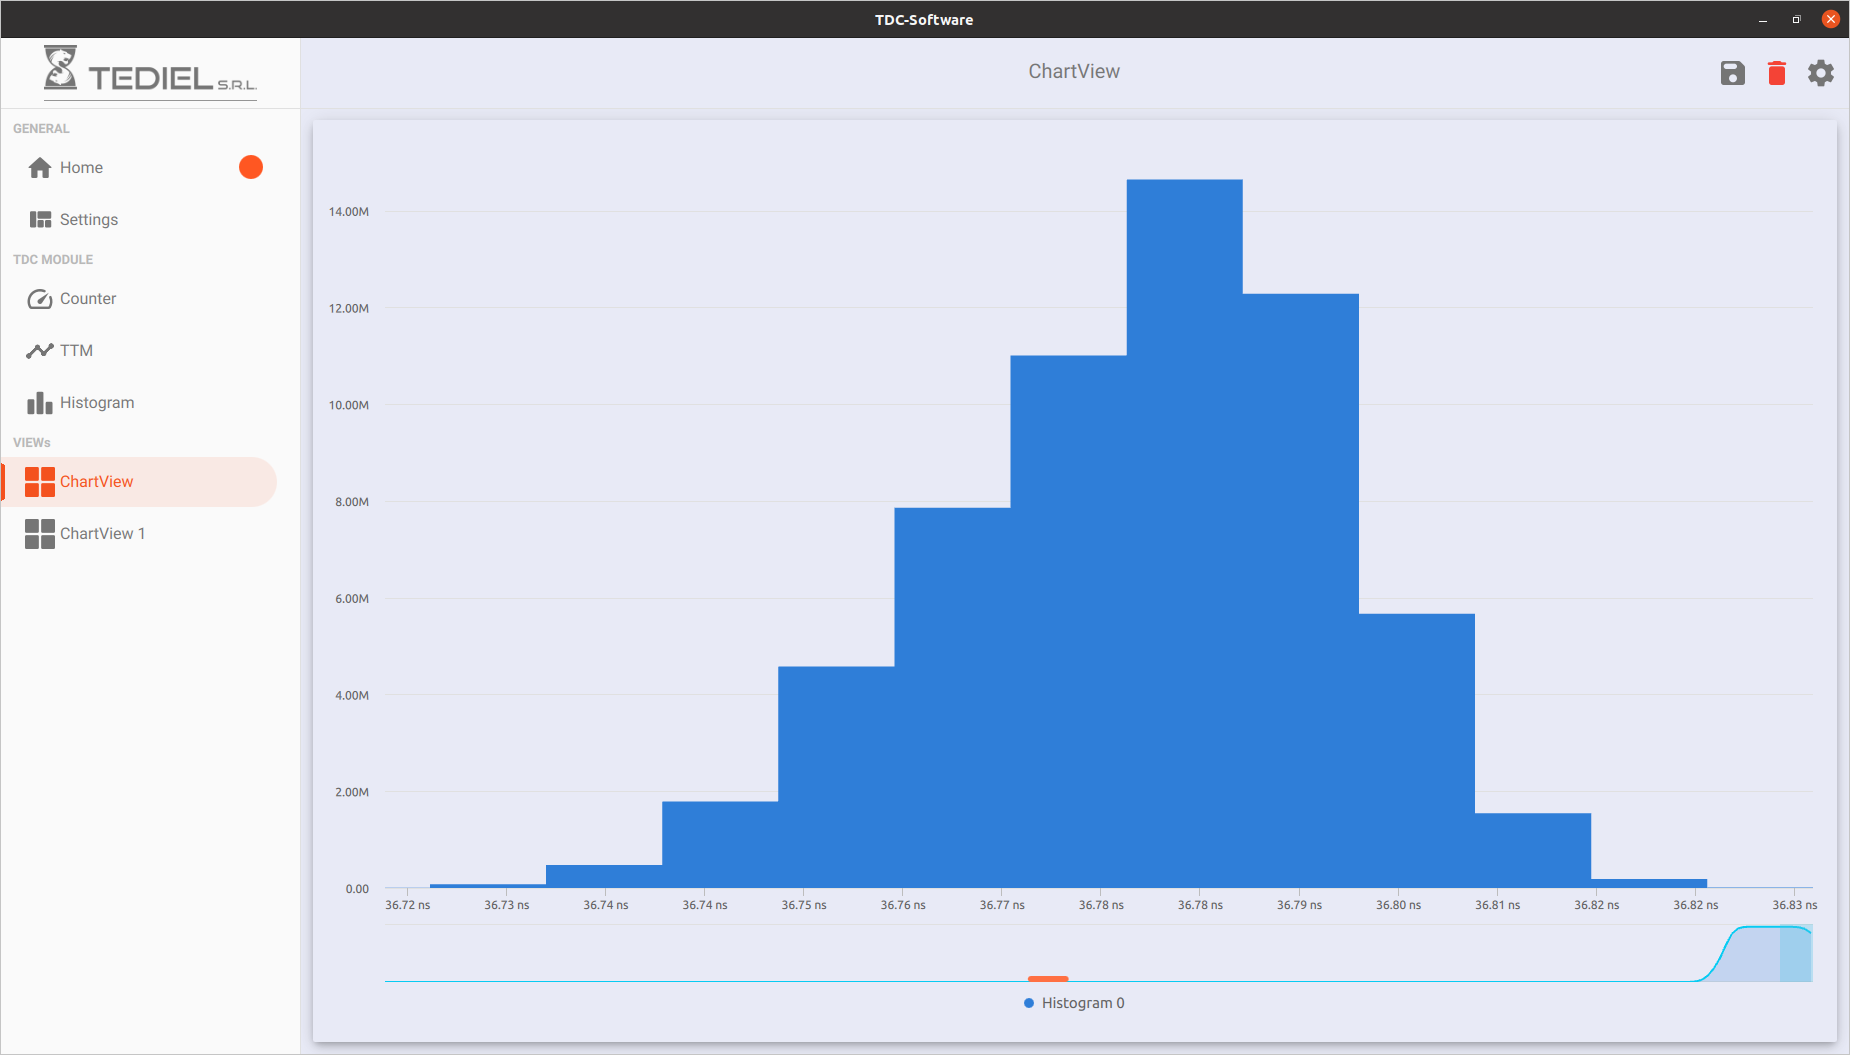 TDC-Software
TEDIEL S.R.L.
ChartView
GENERAL
Home
Settings
TDC MODULE
Counter
TTM
Histogram
VIEWs
ChartView
ChartView 1
14.00M
12.00M
10.00M
8.00M
6.00M
4.00M
2.00M
0.00
36.72 ns 36.73 ns 36.74 ns 36.74 ns 36.75 ns 36.76 ns 36.77 ns 36.78 ns 36.78 ns 36.79 ns 36.80 ns 36.81 ns 36.82 ns 36.82 ns 36.83 ns
Histogram 0